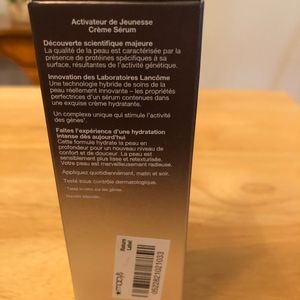 Activateur de Jeunesse
Crème Sérum
Découverte scientifique majeure
La qualité de la peau est caractérisée par la
présence de protéines spécifiques à sa
surface, résultantes de l'activité génétique.
Innovation des Laboratoires Lancôme
Une technologie hybride de soins de la
peau réellement innovante – les propriétés
perfectrices d'un sérum contenues dans
une exquise crème hydratante.
Un complexe unique qui stimule l'activité
des gènes
Faites l'expérience d'une hydratation
intense dès aujourd'hui
Cette formule hydrate la peau en
profondeur pour un nouveau niveau de
confort et de douceur. La peau est
sensiblement plus lisse et retexturisée.
Votre peau est merveilleusement radieuse.
Appliquez quotidiennement, matin et soir.
Testé sous contrôle dermatologique.
Return
Label
★macy's